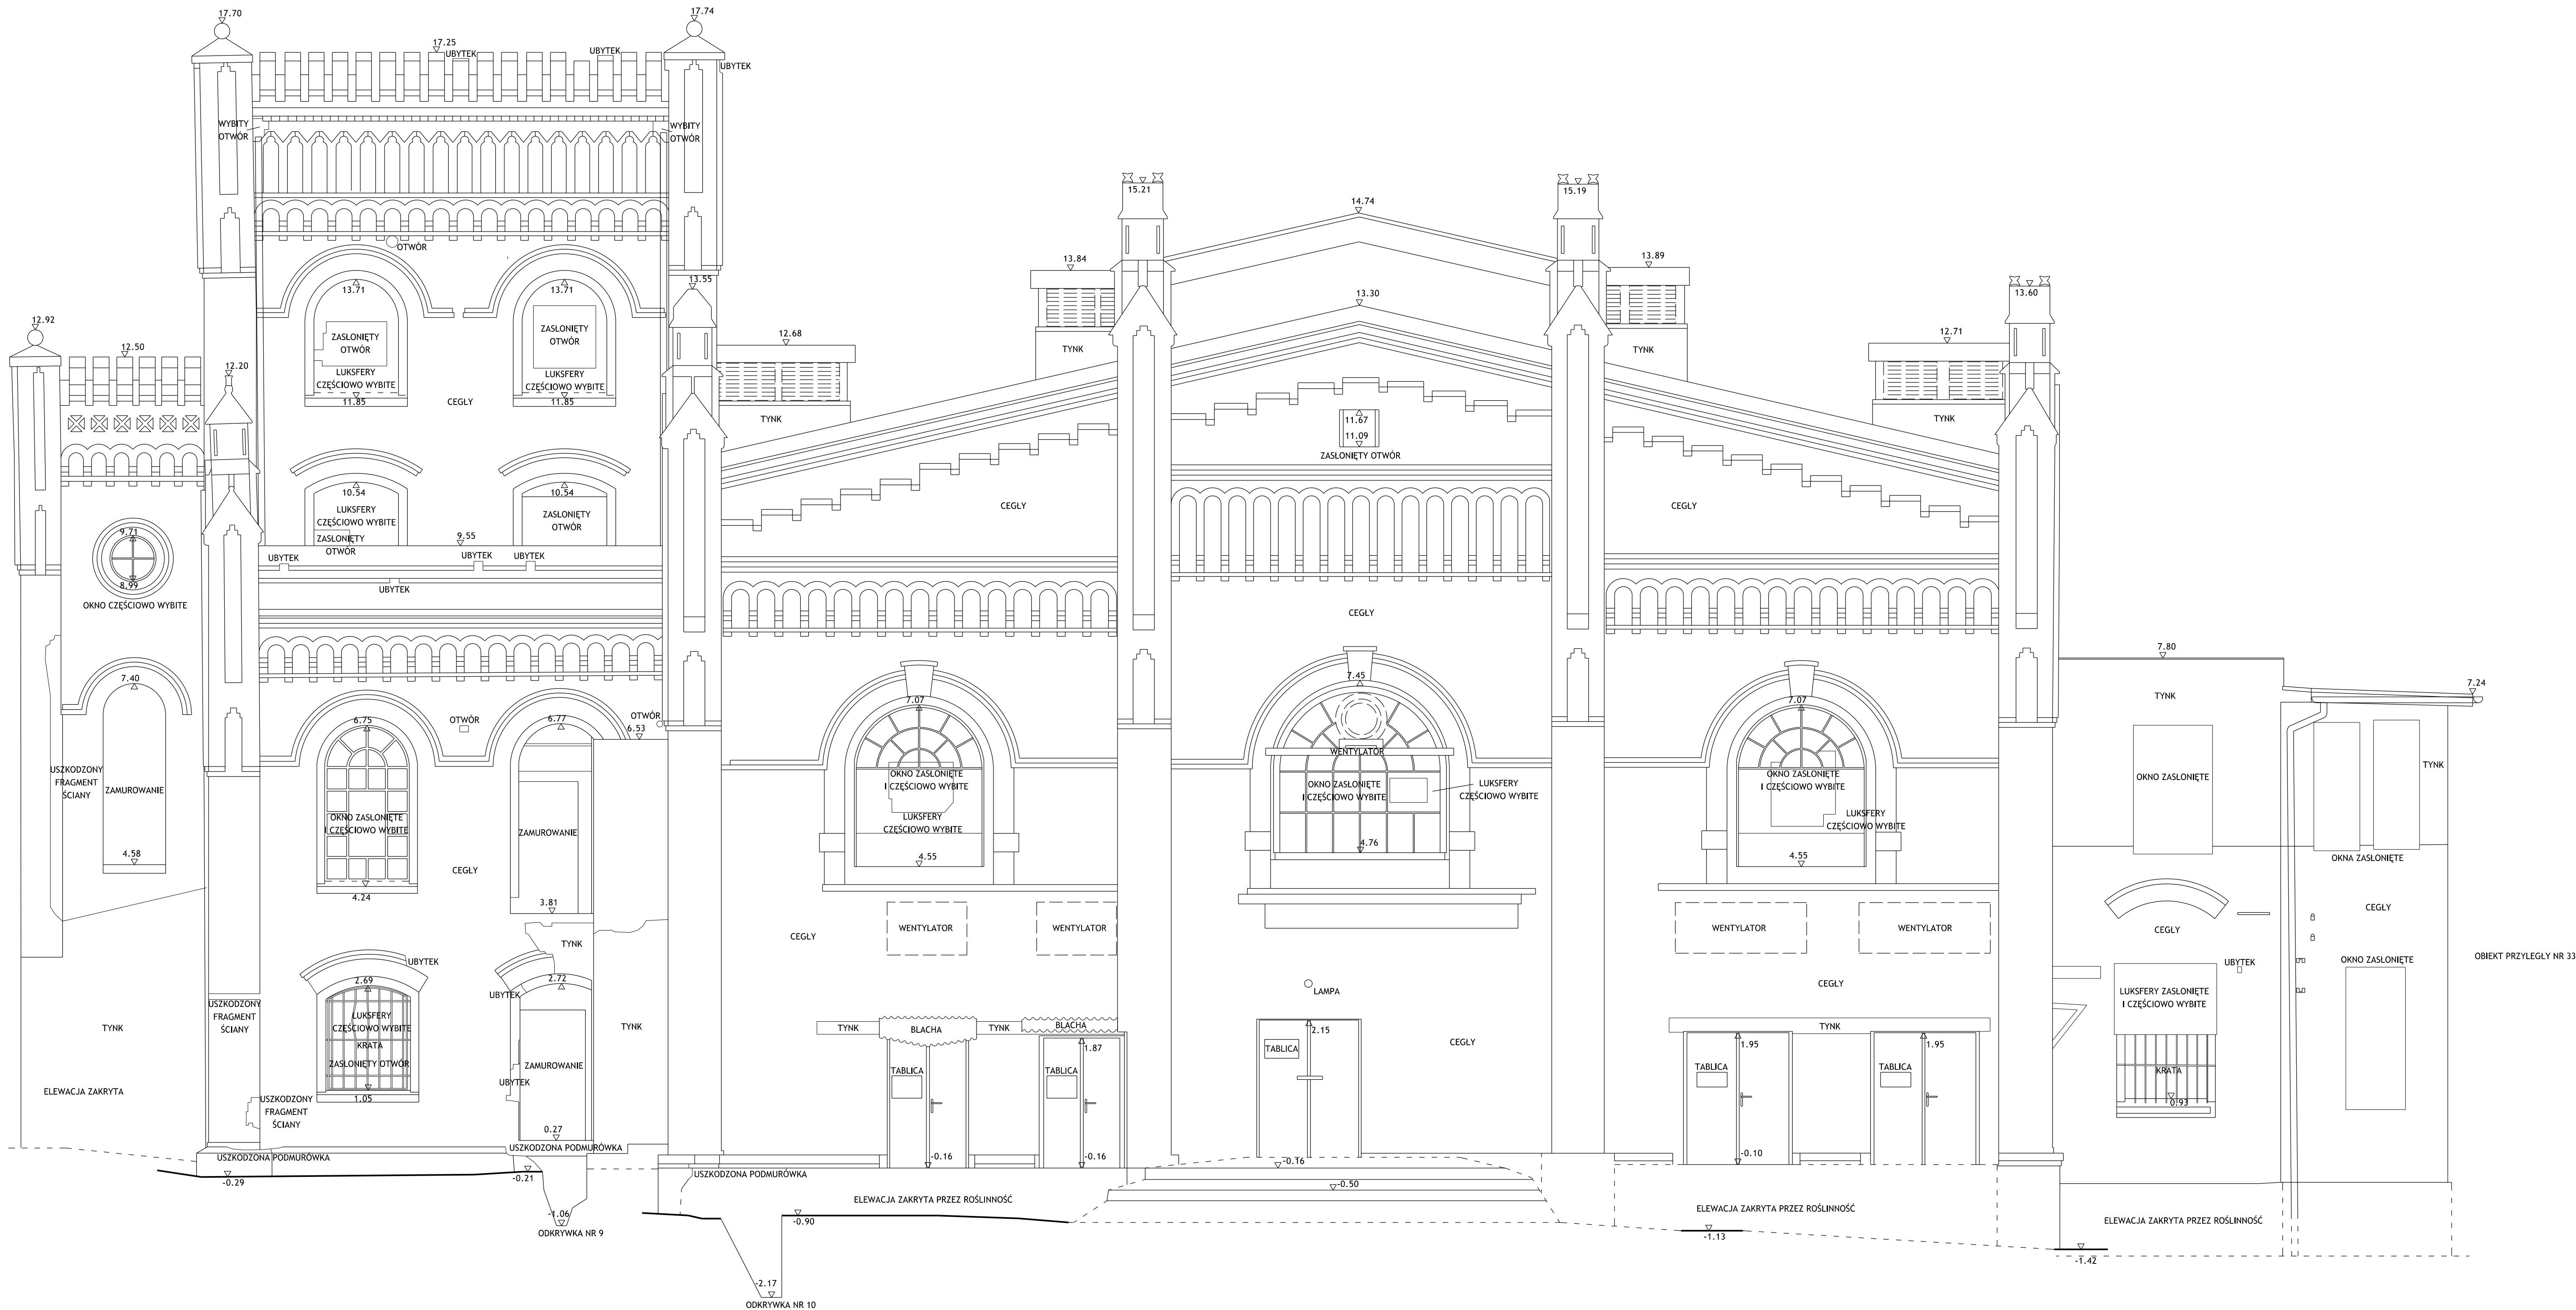 17.70
17.74
17.25
UBYTEK
UBYTEK
UBYTEK
WYBITY
OTWÓR
WYBITY
OTWÓR
15.21
15.19
14.74
OTWÓR
13.84
13.89
13.71
13.71
13.55
13.60
13.30
12.92
12.50
12.20
12.68
12.71
ZASŁONIĘTY
OTWÓR
ZASŁONIĘTY
OTWÓR
TYNK
TYNK
LUKSFERY
CZĘŚCIOWO WYBITE
LUKSFERY
CZĘŚCIOWO WYBITE
11.85
11.85
CEGŁY
TYNK
TYNK
11.67
11.09
ZASŁONIĘTY OTWÓR
10.54
10.54
LUKSFERY
CZĘŚCIOWO WYBITE
ZASŁONIĘTY
OTWÓR
ZASŁONIĘTY
OTWÓR
CEGŁY
CEGŁY
9.71
8.99
OKNO CZĘŚCIOWO WYBITE
9.55
UBYTEK
UBYTEK
UBYTEK
UBYTEK
CEGŁY
7.80
7.40
7.45
7.24
7.07
7.07
6.75
OTWÓR
6.77
OTWÓR
6.53
TYNK
WENTYLATOR
USZKODZONY
FRAGMENT
ŚCIANY
ZAMUROWANIE
OKNO ZASŁONIĘTE
I CZĘŚCIOWO WYBITE
ZAMUROWANIE
OKNO ZASŁONIĘTE
I CZĘŚCIOWO WYBITE
LUKSFERY
CZĘŚCIOWO WYBITE
OKNO ZASŁONIĘTE
I CZĘŚCIOWO WYBITE
LUKSFERY
CZĘŚCIOWO WYBITE
OKNO ZASŁONIĘTE
I CZĘŚCIOWO WYBITE
LUKSFERY
CZĘŚCIOWO WYBITE
OKNO ZASŁONIĘTE
TYNK
4.58
4.24
CEGŁY
4.55
4.76
4.55
OKNA ZASŁONIĘTE
3.81
CEGŁY
WENTYLATOR
WENTYLATOR
WENTYLATOR
WENTYLATOR
CEGŁY
CEGŁY
TYNK
UBYTEK
2.69
2.72
UBYTEK
LAMPA
CEGŁY
UBYTEK
OKNO ZASŁONIĘTE
OBIEKT PRZYLEGŁY NR 33
USZKODZONY
FRAGMENT
ŚCIANY
TYNK
LUKSFERY
CZĘŚCIOWO WYBITE
KRATA
ZASŁONIĘTY OTWÓR
1.05
TYNK
ZAMUROWANIE
UBYTEK
TYNK
BLACHA
TYNK
BLACHA
2.15
TABLICA
CEGŁY
TYNK
LUKSFERY ZASŁONIĘTE
I CZĘŚCIOWO WYBITE
1.87
TABLICA
TABLICA
1.95
1.95
TABLICA
TABLICA
KRATA
0.93
ELEWACJA ZAKRYTA
USZKODZONY
FRAGMENT
ŚCIANY
0.27
USZKODZONA PODMURÓWKA
USZKODZONA PODMURÓWKA
-0.16
-0.16
-0.16
-0.10
-0.29
-0.21
USZKODZONA PODMURÓWKA
-0.50
ELEWACJA ZAKRYTA PRZEZ ROŚLINNOŚĆ
ELEWACJA ZAKRYTA PRZEZ ROŚLINNOŚĆ
ELEWACJA ZAKRYTA PRZEZ ROŚLINNOŚĆ
-1.06
ODKRYWKA NR 9
-0.90
-1.13
-1.42
-2.17
ODKRYWKA NR 10